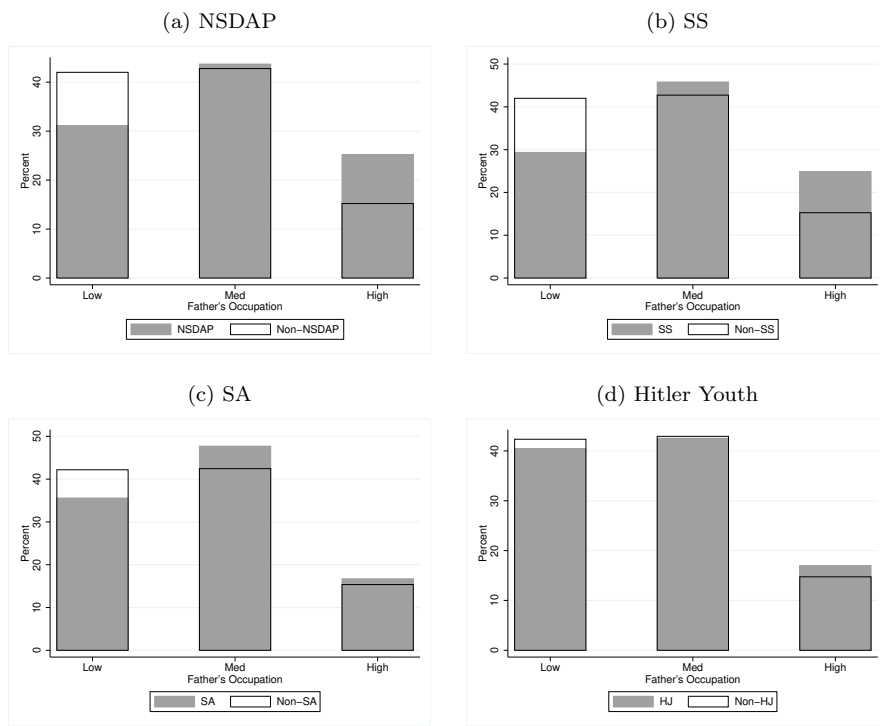 (a) NSDAP
Percent
0 10 20 30 40
Low Med High
Father's Occupation
NSDAP Non−NSDAP
(b) SS
Percent
0 10 20 30 40 50
Low Med High
Father's Occupation
SS Non−SS
(c) SA
Percent
0 10 20 30 40 50
Low Med High
Father's Occupation
SA Non−SA
(d) Hitler Youth
Percent
0 10 20 30 40
Low Med High
Father's Occupation
HJ Non−HJ